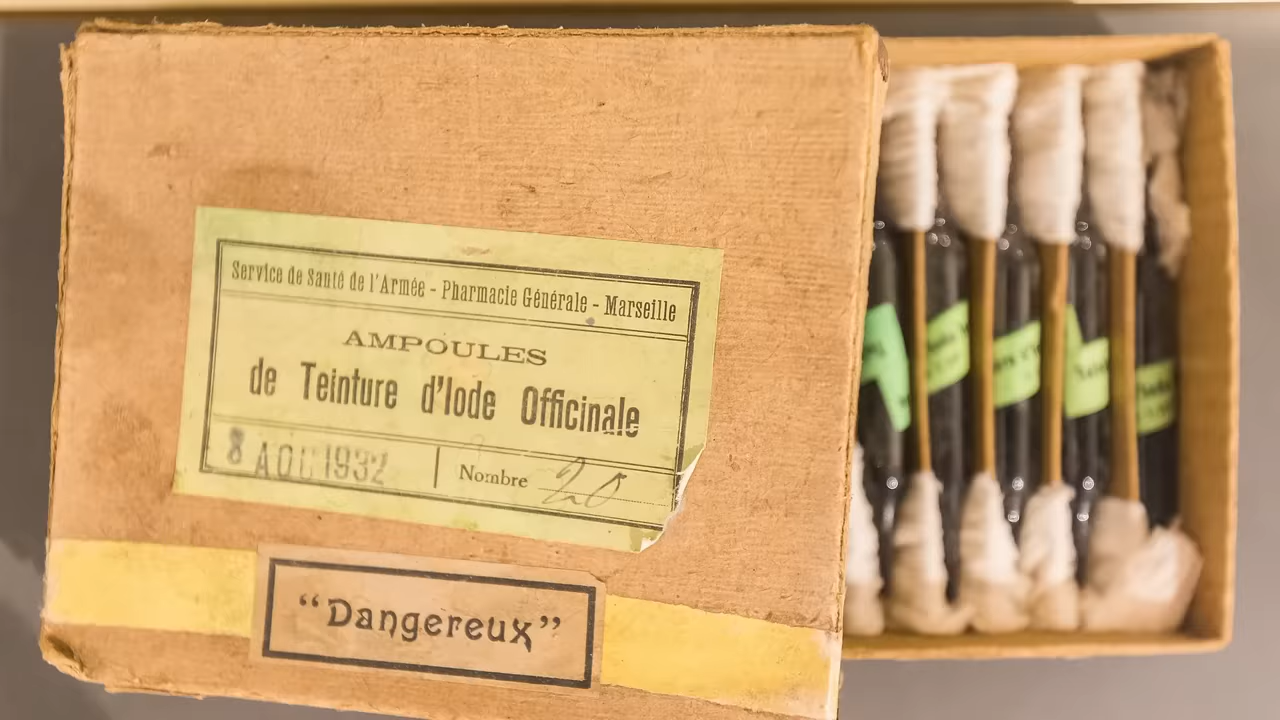 Service de Santé de l'Armée - Pharmacie Générale - Marseille
AMPOULES
de Teinture d'Iode Officinale
8 AOU 1932
Nombre 20
“Dangereux”